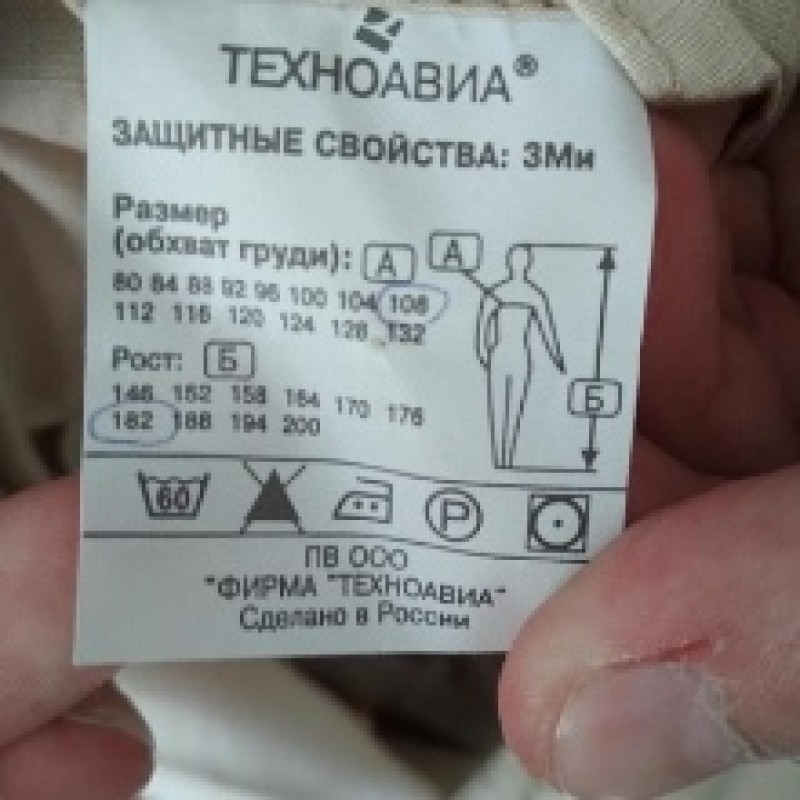 ТЕХНОАВИА®
ЗАЩИТНЫЕ СВОЙСТВА: ЗМи
Размер
(обхват груди): А
А
80 84 88 92 96 100 104 108
112 116 120 124 128 132
Рост: Б
Б
146 152 158 164 170 176
182 188 194 200
60
P
ПВ ООО
"ФИРМА "ТЕХНОАВИА"
Сделано в России